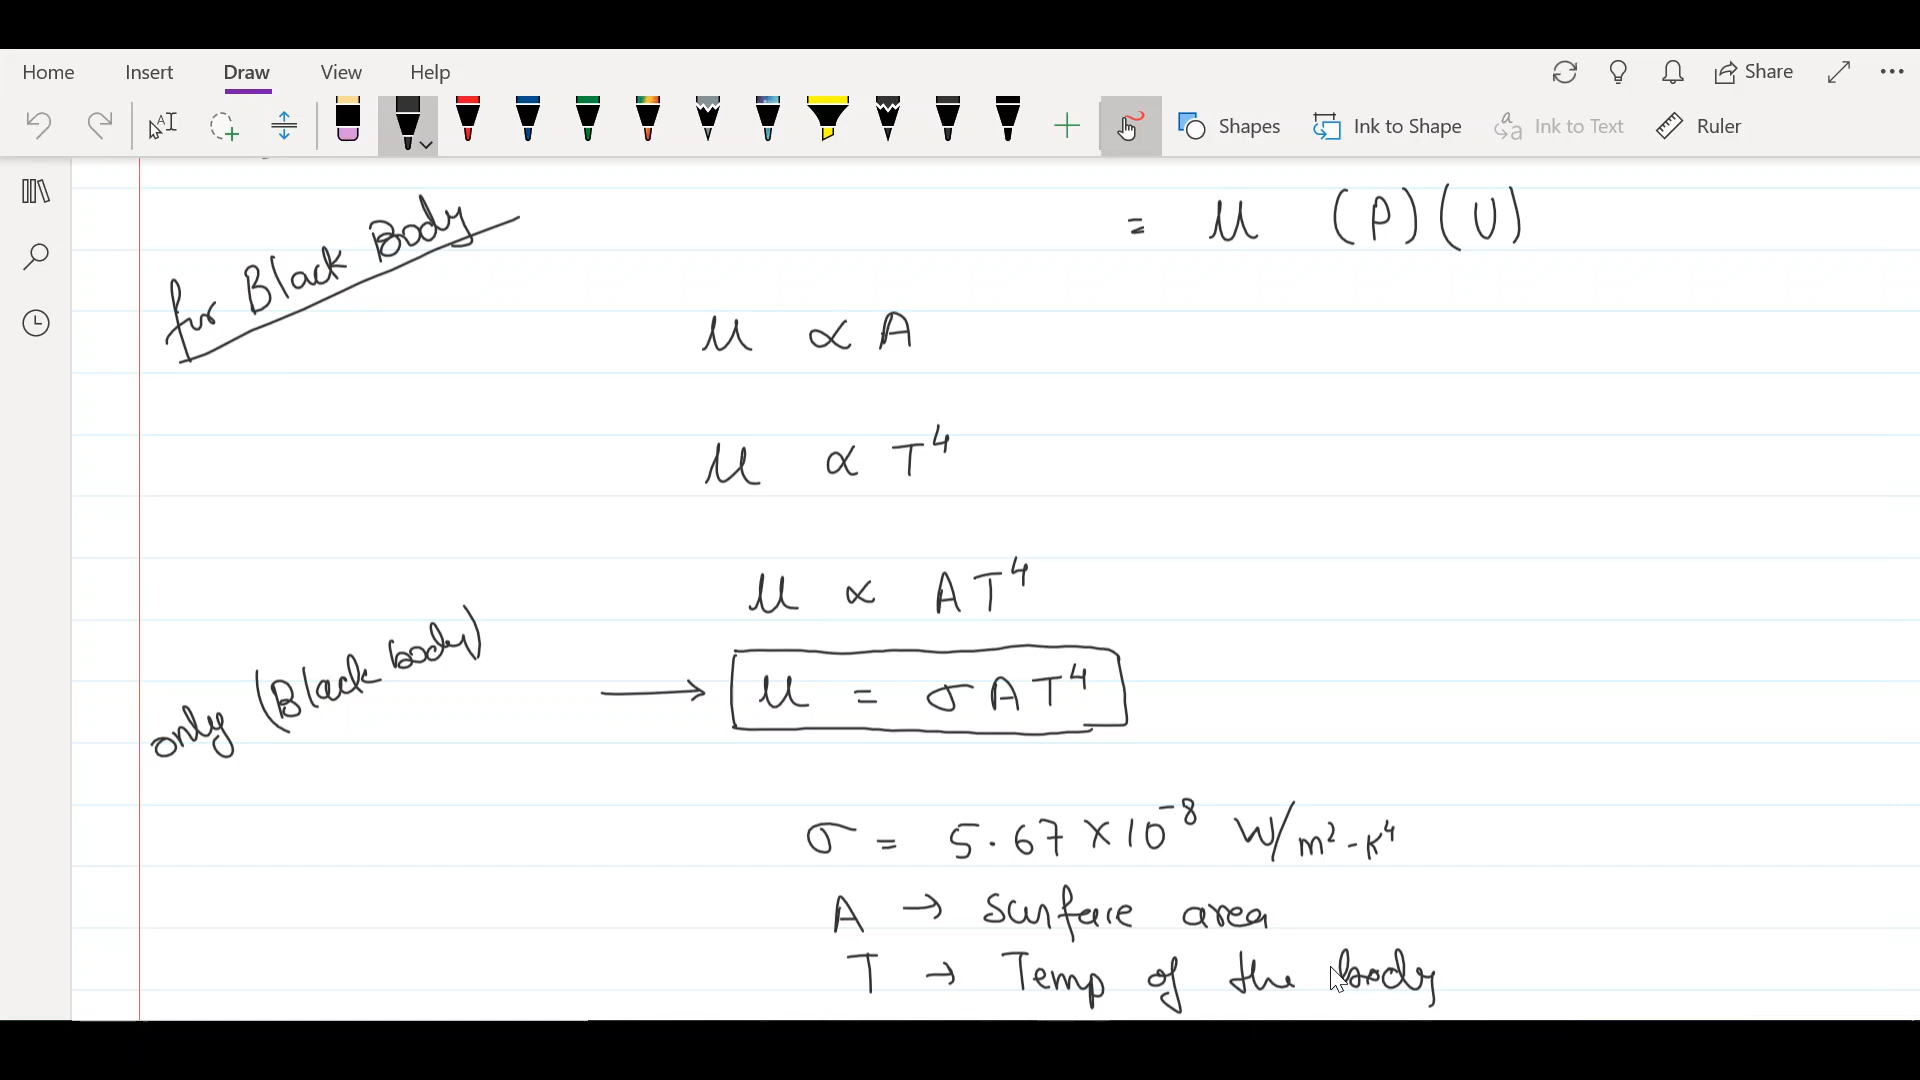 Home Insert Draw View Help Share
Shapes Ink to Shape Ink to Text Ruler
for Black Body
= u (P)(U)
u ∝ A
u ∝ T⁴
u ∝ AT⁴
only (Black body) → u = σAT⁴
σ = 5.67 × 10⁻⁸ W/m²-K⁴
A → Surface area
T → Temp of the body